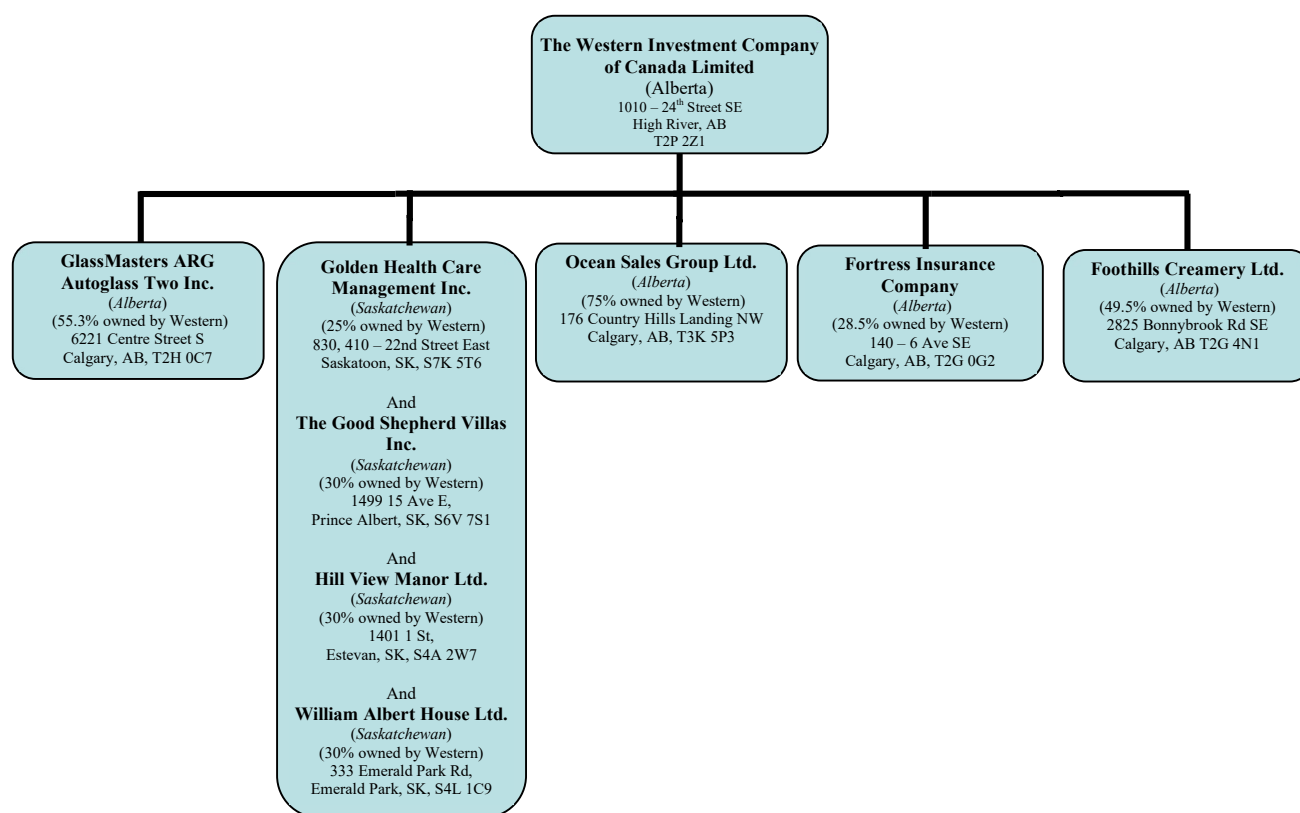 The Western Investment Company
of Canada Limited
(Alberta)
1010 – 24th Street SE
High River, AB
T2P 2Z1
GlassMasters ARG
Autoglass Two Inc.
(Alberta)
(55.3% owned by Western)
6221 Centre Street S
Calgary, AB, T2H 0C7
Golden Health Care
Management Inc.
(Saskatchewan)
(25% owned by Western)
830, 410 – 22nd Street East
Saskatoon, SK, S7K 5T6
And
The Good Shepherd Villas
Inc.
(Saskatchewan)
(30% owned by Western)
1499 15 Ave E,
Prince Albert, SK, S6V 7S1
And
Hill View Manor Ltd.
(Saskatchewan)
(30% owned by Western)
1401 1 St,
Estevan, SK, S4A 2W7
And
William Albert House Ltd.
(Saskatchewan)
(30% owned by Western)
333 Emerald Park Rd,
Emerald Park, SK, S4L 1C9
Ocean Sales Group Ltd.
(Alberta)
(75% owned by Western)
176 Country Hills Landing NW
Calgary, AB, T3K 5P3
Fortress Insurance
Company
(Alberta)
(28.5% owned by Western)
140 – 6 Ave SE
Calgary, AB, T2G 0G2
Foothills Creamery Ltd.
(Alberta)
(49.5% owned by Western)
2825 Bonnybrook Rd SE
Calgary, AB T2G 4N1